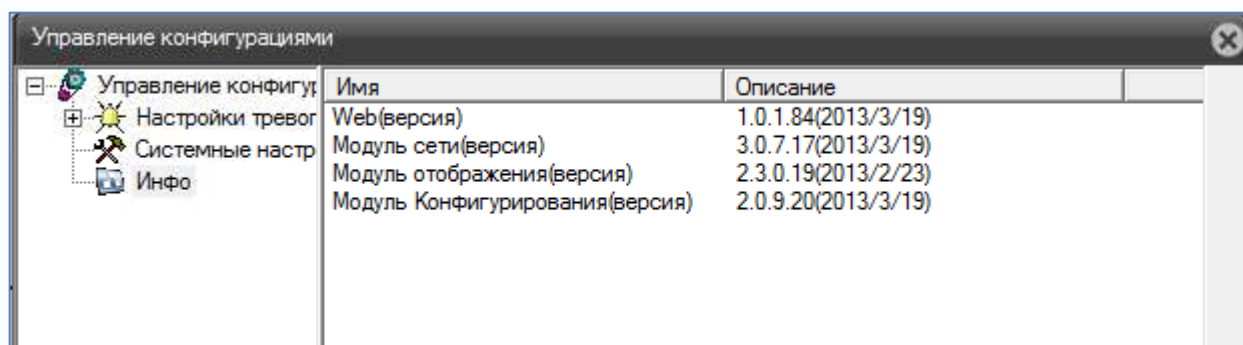 Управление конфигурациями
Управление конфигур
Настройки тревог
Системные настр
Инфо
Имя Описание
Web(версия) 1.0.1.84(2013/3/19)
Модуль сети(версия) 3.0.7.17(2013/3/19)
Модуль отображения(версия) 2.3.0.19(2013/2/23)
Модуль Конфигурирования(версия) 2.0.9.20(2013/3/19)